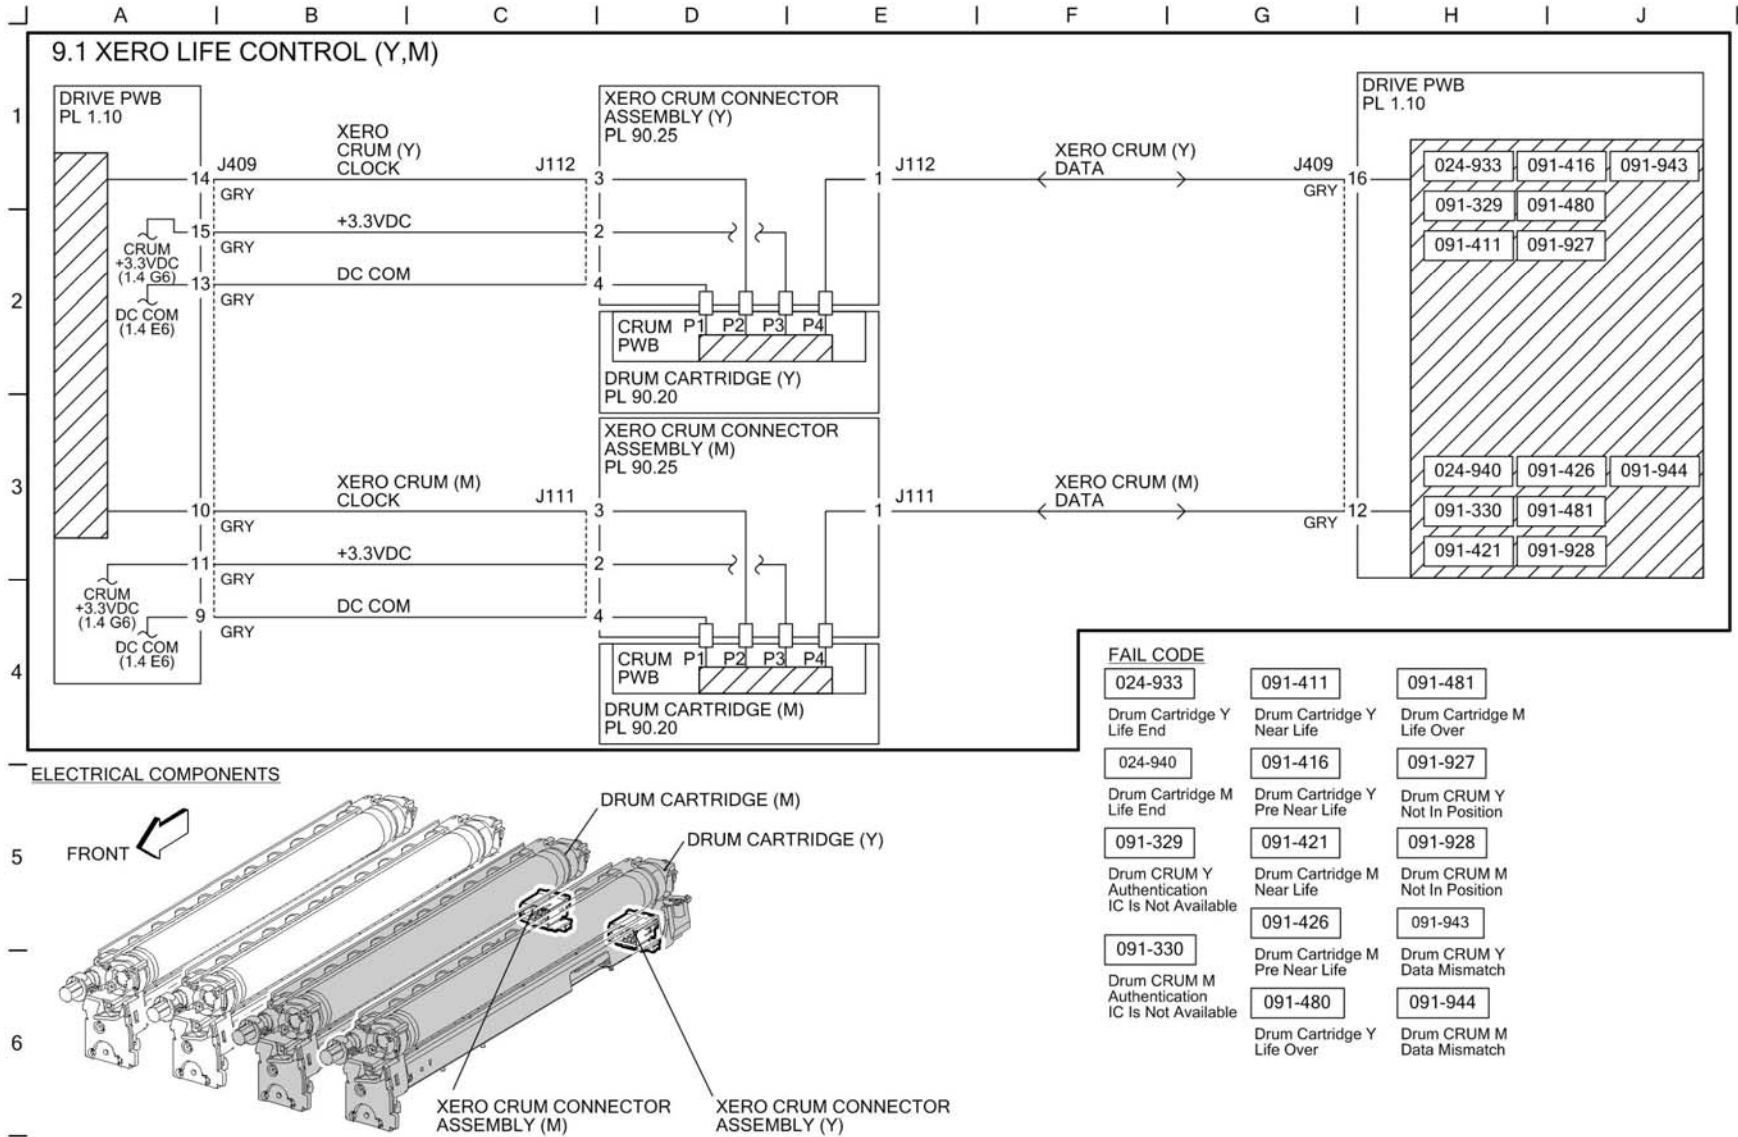 A B C D E F G H J
9.1 XERO LIFE CONTROL (Y,M)
1
DRIVE PWB
PL 1.10
XERO
CRUM (Y)
CLOCK
J409
14
GRY
J112
3
+3.3VDC
15
GRY
2
CRUM
+3.3VDC
(1.4 G6)
DC COM
13
GRY
4
DC COM
(1.4 E6)
XERO CRUM CONNECTOR
ASSEMBLY (Y)
PL 90.25
1
J112
XERO CRUM (Y)
DATA
J409
GRY
16
DRIVE PWB
PL 1.10
024-933 091-416 091-943
091-329 091-480
091-411 091-927
2
CRUM
PWB
P1 P2 P3 P4
DRUM CARTRIDGE (Y)
PL 90.20
3
XERO CRUM CONNECTOR
ASSEMBLY (M)
PL 90.25
XERO CRUM (M)
CLOCK
10
GRY
J111
3
+3.3VDC
11
GRY
2
CRUM
+3.3VDC
(1.4 G6)
DC COM
9
GRY
4
DC COM
(1.4 E6)
1
J111
XERO CRUM (M)
DATA
GRY
12
024-940 091-426 091-944
091-330 091-481
091-421 091-928
4
CRUM
PWB
P1 P2 P3 P4
DRUM CARTRIDGE (M)
PL 90.20
FAIL CODE
024-933
Drum Cartridge Y
Life End
024-940
Drum Cartridge M
Life End
091-329
Drum CRUM Y
Authentication
IC Is Not Available
091-330
Drum CRUM M
Authentication
IC Is Not Available
091-411
Drum Cartridge Y
Near Life
091-416
Drum Cartridge Y
Pre Near Life
091-421
Drum Cartridge M
Near Life
091-426
Drum Cartridge M
Pre Near Life
091-480
Drum Cartridge Y
Life Over
091-481
Drum Cartridge M
Life Over
091-927
Drum CRUM Y
Not In Position
091-928
Drum CRUM M
Not In Position
091-943
Drum CRUM Y
Data Mismatch
091-944
Drum CRUM M
Data Mismatch
ELECTRICAL COMPONENTS
5
FRONT
DRUM CARTRIDGE (M)
DRUM CARTRIDGE (Y)
6
XERO CRUM CONNECTOR
ASSEMBLY (M)
XERO CRUM CONNECTOR
ASSEMBLY (Y)